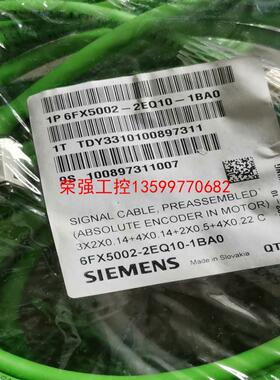 1P 6FX5002-2EQ10-1BA0
1T TDY3310100897311
9S 100897311007
荣强工控13599770682
SIGNAL CABLE, PREASSEMBLED
(ABSOLUTE ENCODER IN MOTOR)
3X2X0.14+4X0.14+2X0.5+4X0.22 C
6FX5002-2EQ10-1BA0
SIEMENS
Made in Slovakia